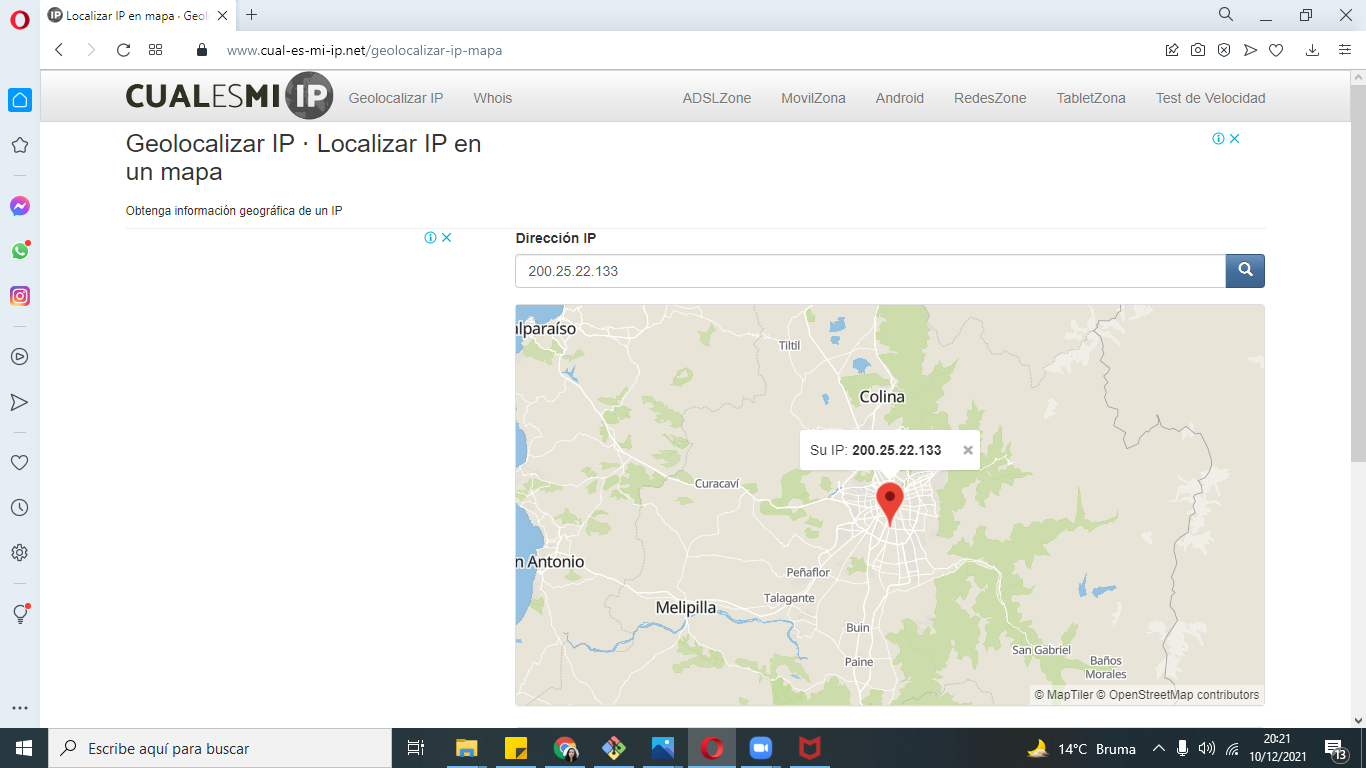 Localizar IP en mapa · Geol
www.cual-es-mi-ip.net/geolocalizar-ip-mapa
CUALESMI IP
Geolocalizar IP
Whois
ADSLZone
MovilZona
Android
RedesZone
TabletZona
Test de Velocidad
Geolocalizar IP · Localizar IP en
un mapa
Obtenga información geográfica de un IP
Dirección IP
200.25.22.133
alparaíso
Tiltil
Colina
Su IP: 200.25.22.133
Curacaví
n Antonio
Peñaflor
Talagante
Melipilla
Buin
Paine
San Gabriel
Baños
Morales
© MapTiler © OpenStreetMap contributors
Escribe aquí para buscar
14°C Bruma
20:21
10/12/2021
13